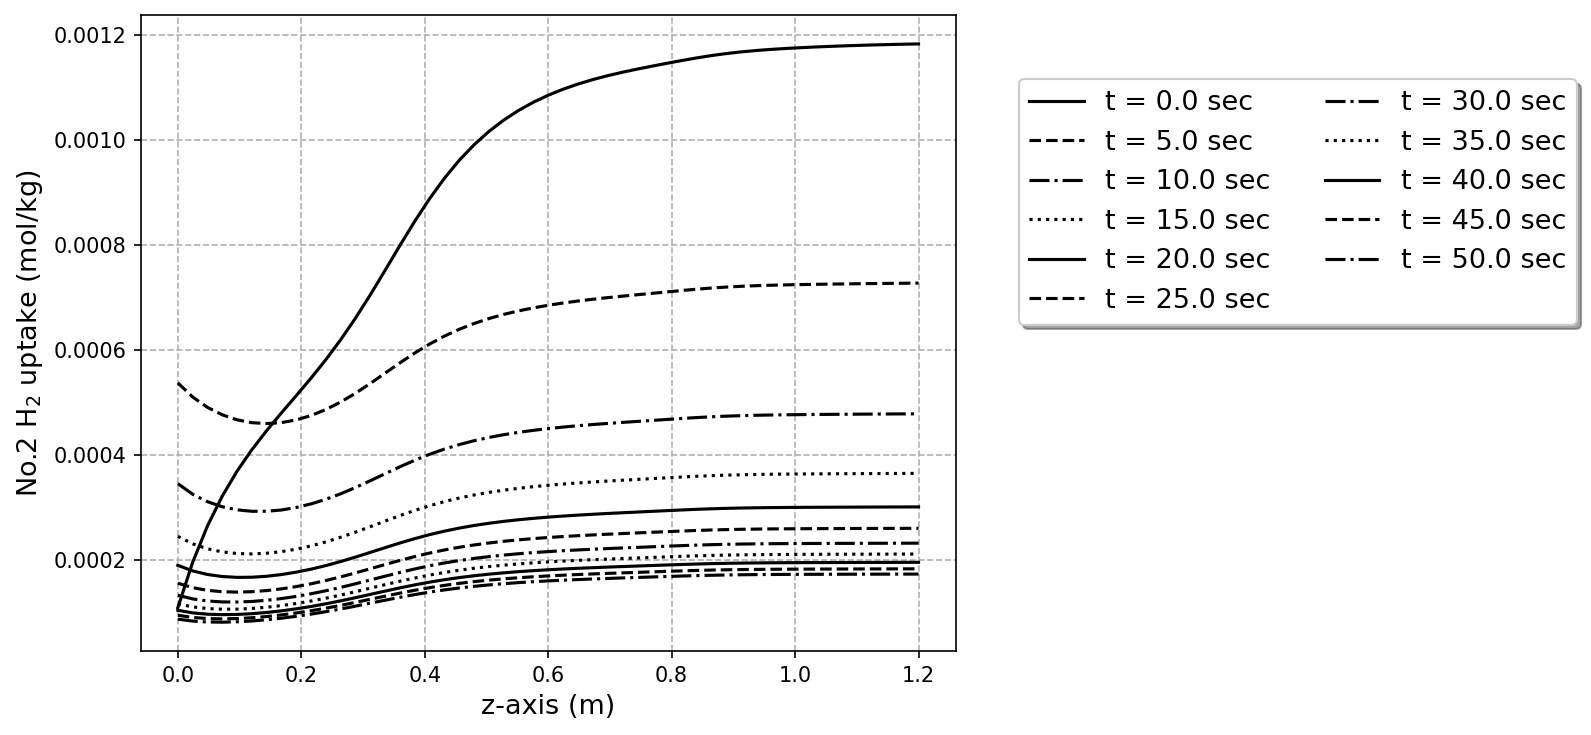 0.0012
0.0010
0.0008
0.0006
0.0004
0.0002
No.2 H₂ uptake (mol/kg)
0.0 0.2 0.4 0.6 0.8 1.0 1.2
z-axis (m)
t = 0.0 sec
t = 5.0 sec
t = 10.0 sec
t = 15.0 sec
t = 20.0 sec
t = 25.0 sec
t = 30.0 sec
t = 35.0 sec
t = 40.0 sec
t = 45.0 sec
t = 50.0 sec